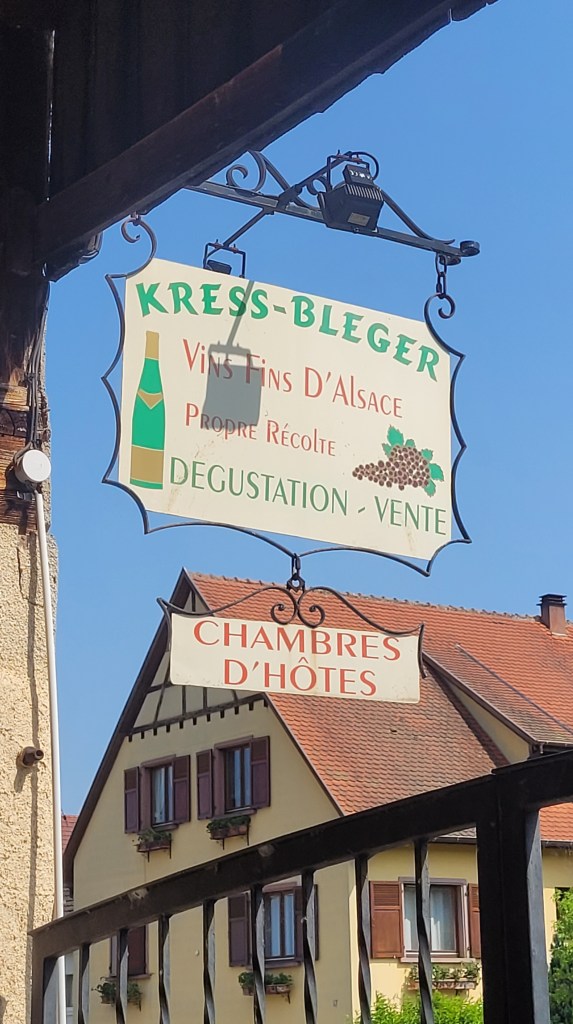 KRESS-BLEGER
Vins Fins D'Alsace
Propre Récolte
DEGUSTATION - VENTE
CHAMBRES
D'HÔTES